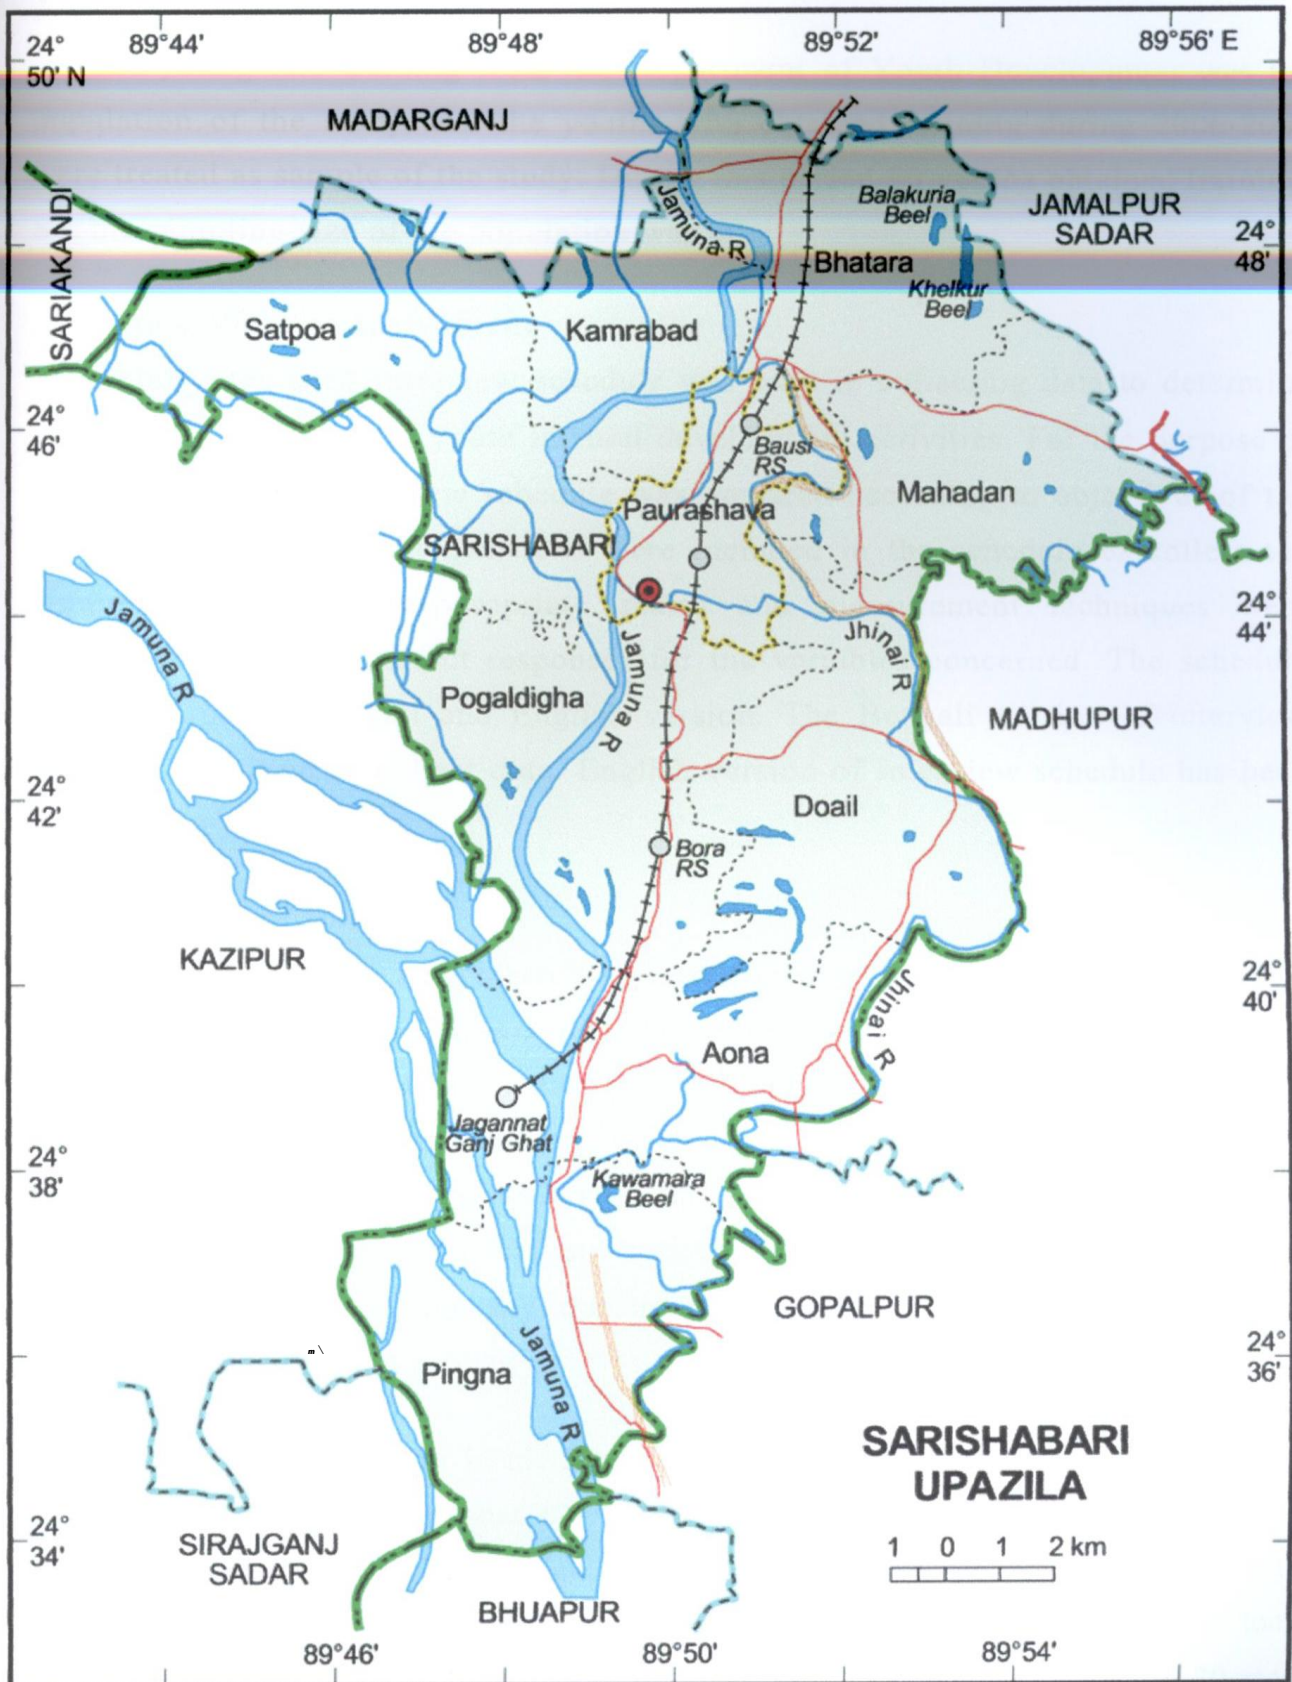 89°44'
89°48'
89°52'
89°56' E
24°
50' N
MADARGANJ
SARIAKANDI
Jamuna R
Balakuria
Beel
JAMALPUR
SADAR
24°
48'
Bhatara
Khelkur
Beel
Satpoa
Kamrabad
24°
46'
Bausi
RS
Mahadan
Paurashava
SARISHABARI
24°
44'
Jamuna R
Jhinai R
Jamuna R
Pogaldigha
MADHUPUR
24°
42'
Doail
Bora
RS
KAZIPUR
24°
40'
Jhinai R
Aona
Jagannat
Ganj Ghat
24°
38'
Kawamara
Beel
GOPALPUR
24°
36'
m \
Pingna
Jamuna R
SARISHABARI
UPAZILA
24°
34'
SIRAJGANJ
SADAR
1 0 1 2 km
BHUAPUR
89°46'
89°50'
89°54'